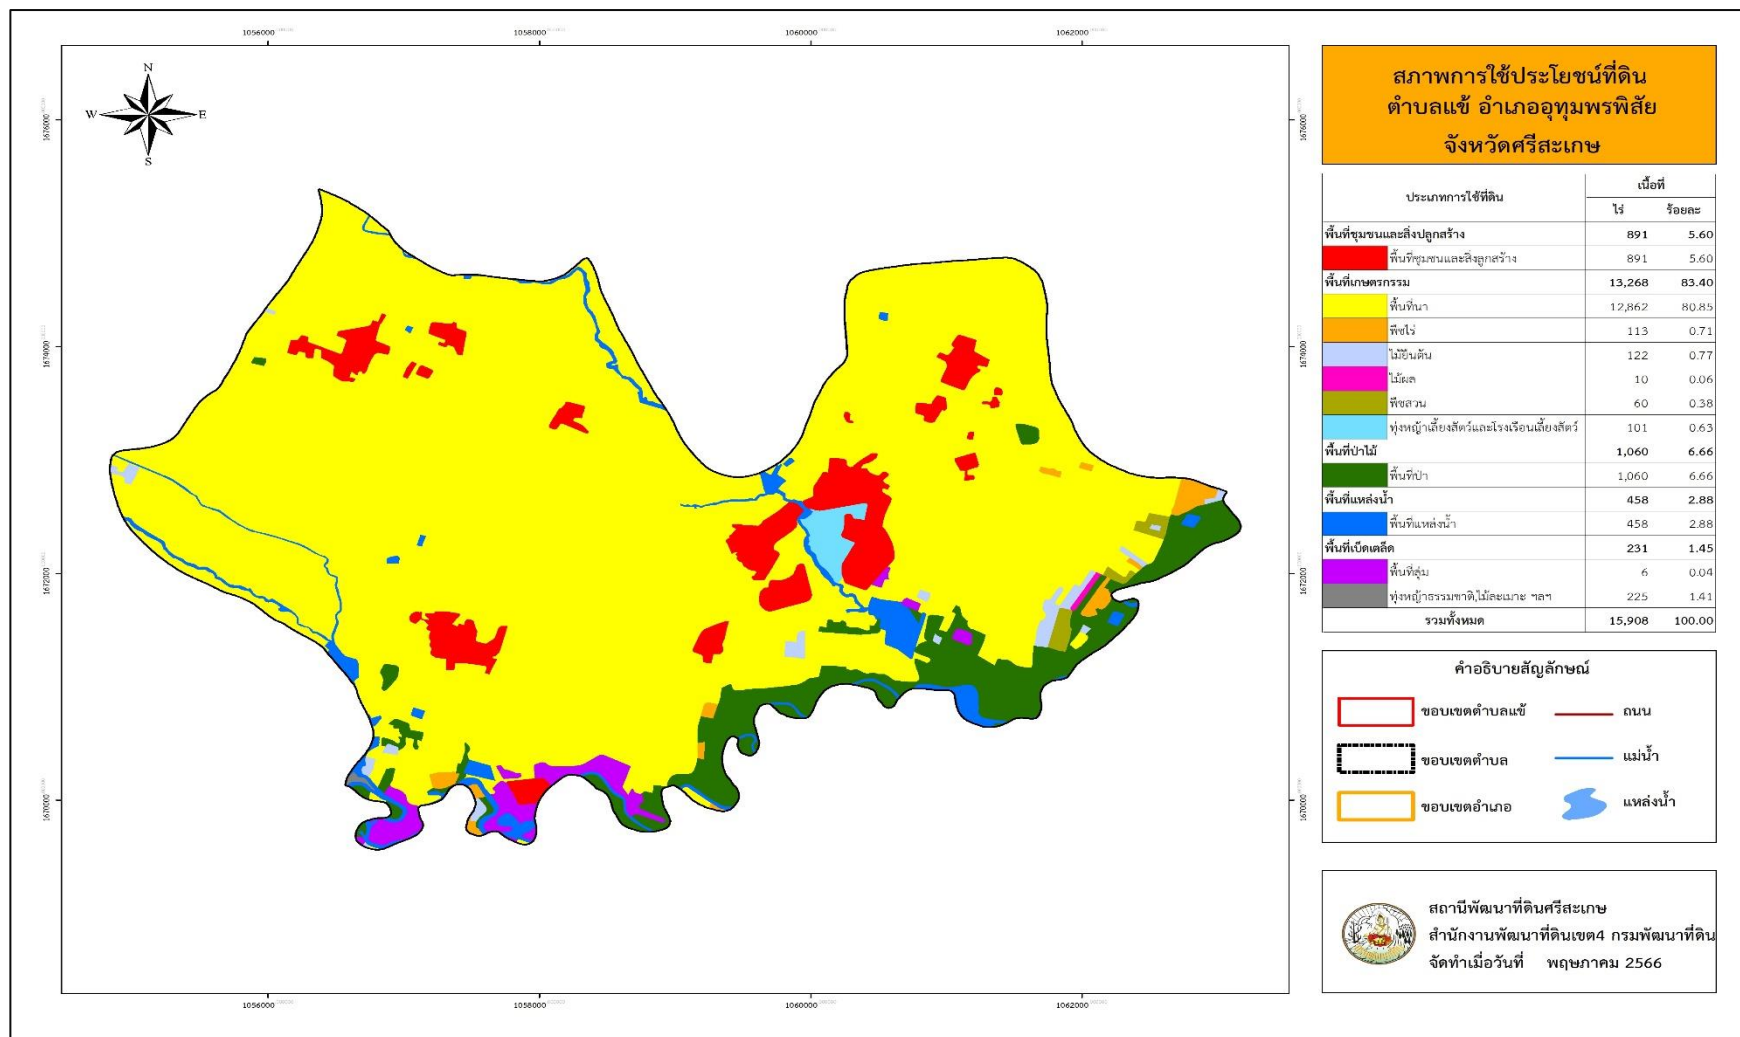 1056000
1058000
1060000
1062000
1676000
1676000
N
W
E
S
1674000
1674000
1672000
1672000
1670000
1670000
1056000
1058000
1060000
1062000
สภาพการใช้ประโยชน์ที่ดิน
ตำบลแข้ อำเภออุทุมพรพิสัย
จังหวัดศรีสะเกษ
ประเภทการใช้ที่ดิน เนื้อที่
ไร่ ร้อยละ
พื้นที่ชุมชนและสิ่งปลูกสร้าง 891 5.60
พื้นที่ชุมชนและสิ่งลูกสร้าง 891 5.60
พื้นที่เกษตรกรรม 13,268 83.40
พื้นที่นา 12,862 80.85
พืชไร่ 113 0.71
ไม้ยืนต้น 122 0.77
ไม้ผล 10 0.06
พืชสวน 60 0.38
ทุ่งหญ้าเลี้ยงสัตว์และโรงเรือนเลี้ยงสัตว์ 101 0.63
พื้นที่ป่าไม้ 1,060 6.66
พื้นที่ป่า 1,060 6.66
พื้นที่แหล่งน้ำ 458 2.88
พื้นที่แหล่งน้ำ 458 2.88
พื้นที่เบ็ดเตล็ด 231 1.45
พื้นที่ลุ่ม 6 0.04
ทุ่งหญ้าธรรมชาติ,ไม้ละเมาะ ฯลฯ 225 1.41
รวมทั้งหมด 15,908 100.00
คำอธิบายสัญลักษณ์
ขอบเขตตำบลแข้ ถนน
ขอบเขตตำบล แม่น้ำ
ขอบเขตอำเภอ แหล่งน้ำ
สถานีพัฒนาที่ดินศรีสะเกษ
สำนักงานพัฒนาที่ดินเขต4 กรมพัฒนาที่ดิน
จัดทำเมื่อวันที่ พฤษภาคม 2566